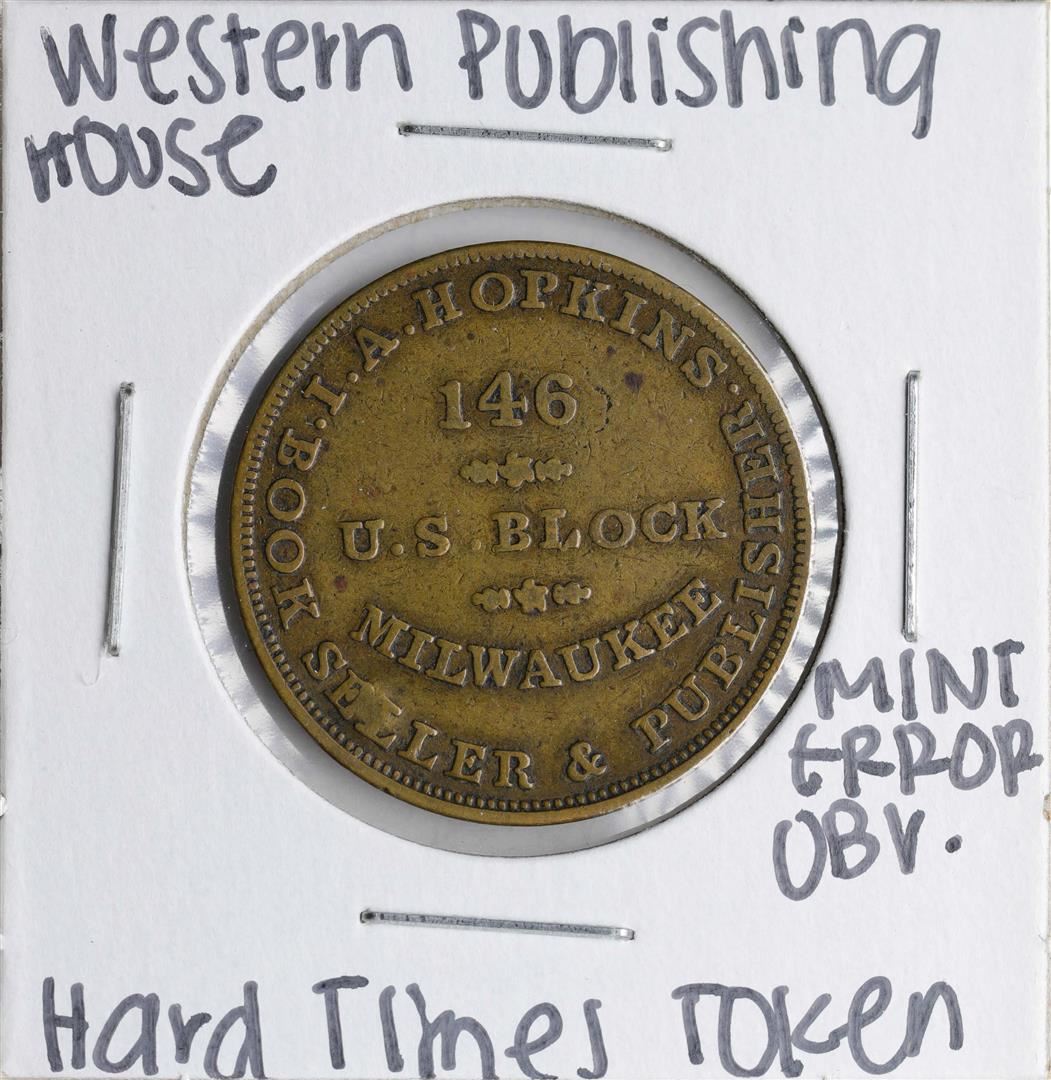 Western Publishing
House
I. A. HOPKINS.
146
U.S. BLOCK
MILWAUKEE
BOOK SELLER & PUBLISHER
MINT
ERROR
OBV.
Hard Times Token